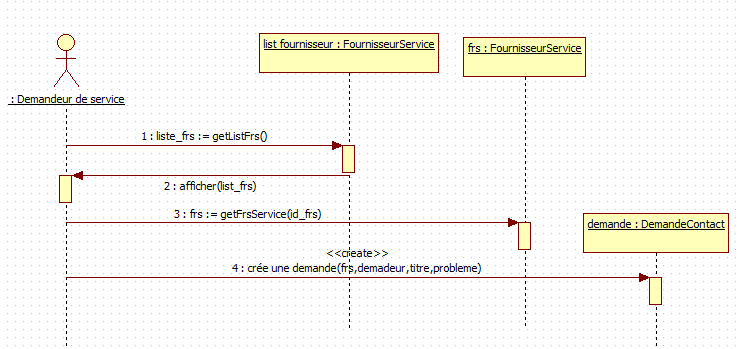 list fournisseur : FournisseurService
frs : FournisseurService
: Demandeur de service
1 : liste_frs := getListFrs()
2 : afficher(list_frs)
3 : frs := getFrsService(id_frs)
demande : DemandeContact
<<create>>
4 : crée une demande(frs,demadeur,titre,probleme)